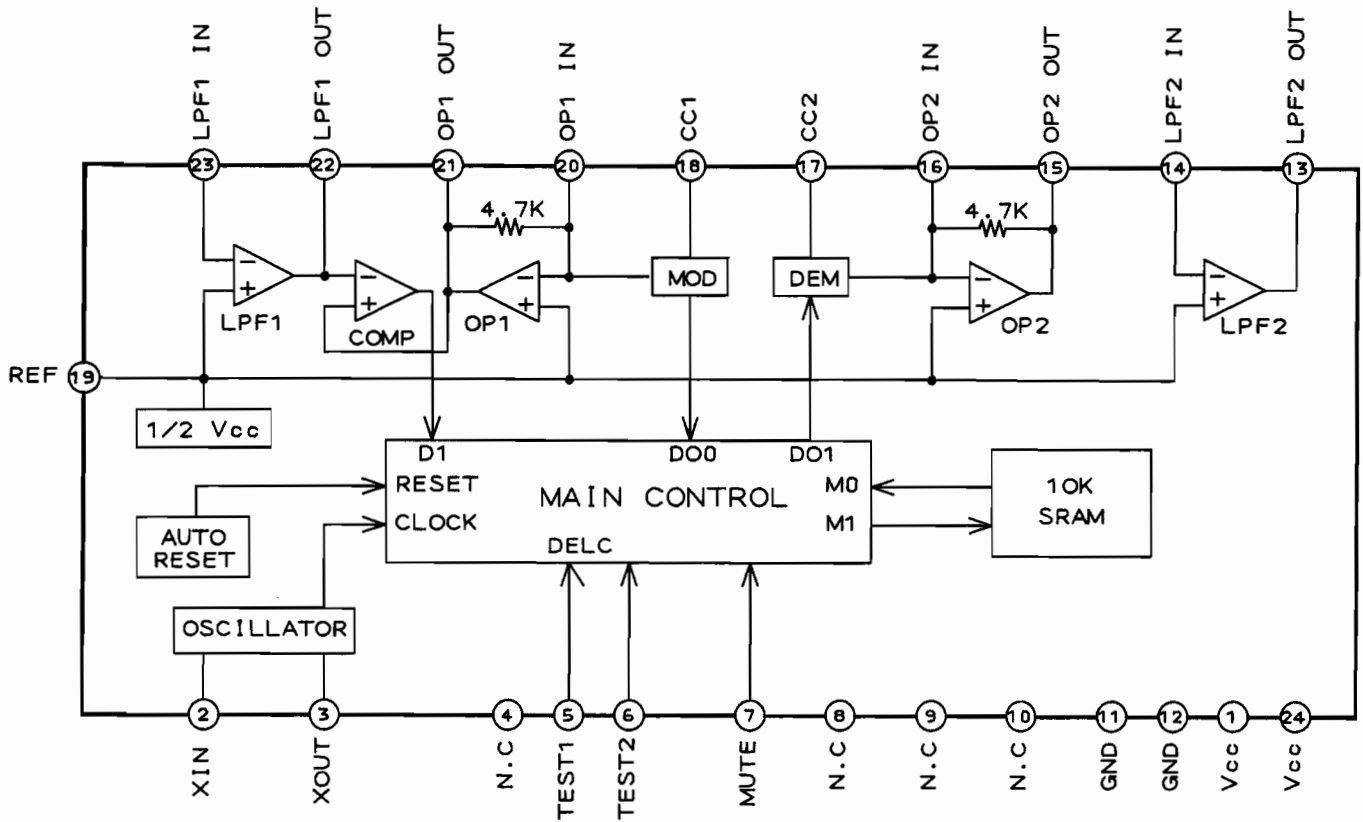 LPF1 IN
LPF1 OUT
OP1 OUT
OP1 IN
CC1
CC2
OP2 IN
OP2 OUT
LPF2 IN
LPF2 OUT
23
22
21
20
18
17
16
15
14
13
4.7K
4.7K
−
+
LPF1
−
+
COMP
−
+
OP1
MOD
DEM
−
+
OP2
−
+
LPF2
REF
19
1/2 Vcc
D1
DO0
DO1
RESET
CLOCK
MAIN CONTROL
DELC
M0
M1
10K
SRAM
AUTO
RESET
OSCILLATOR
2
3
4
5
6
7
8
9
10
11
12
1
24
XIN
XOUT
N.C
TEST1
TEST2
MUTE
N.C
N.C
N.C
GND
GND
Vcc
Vcc